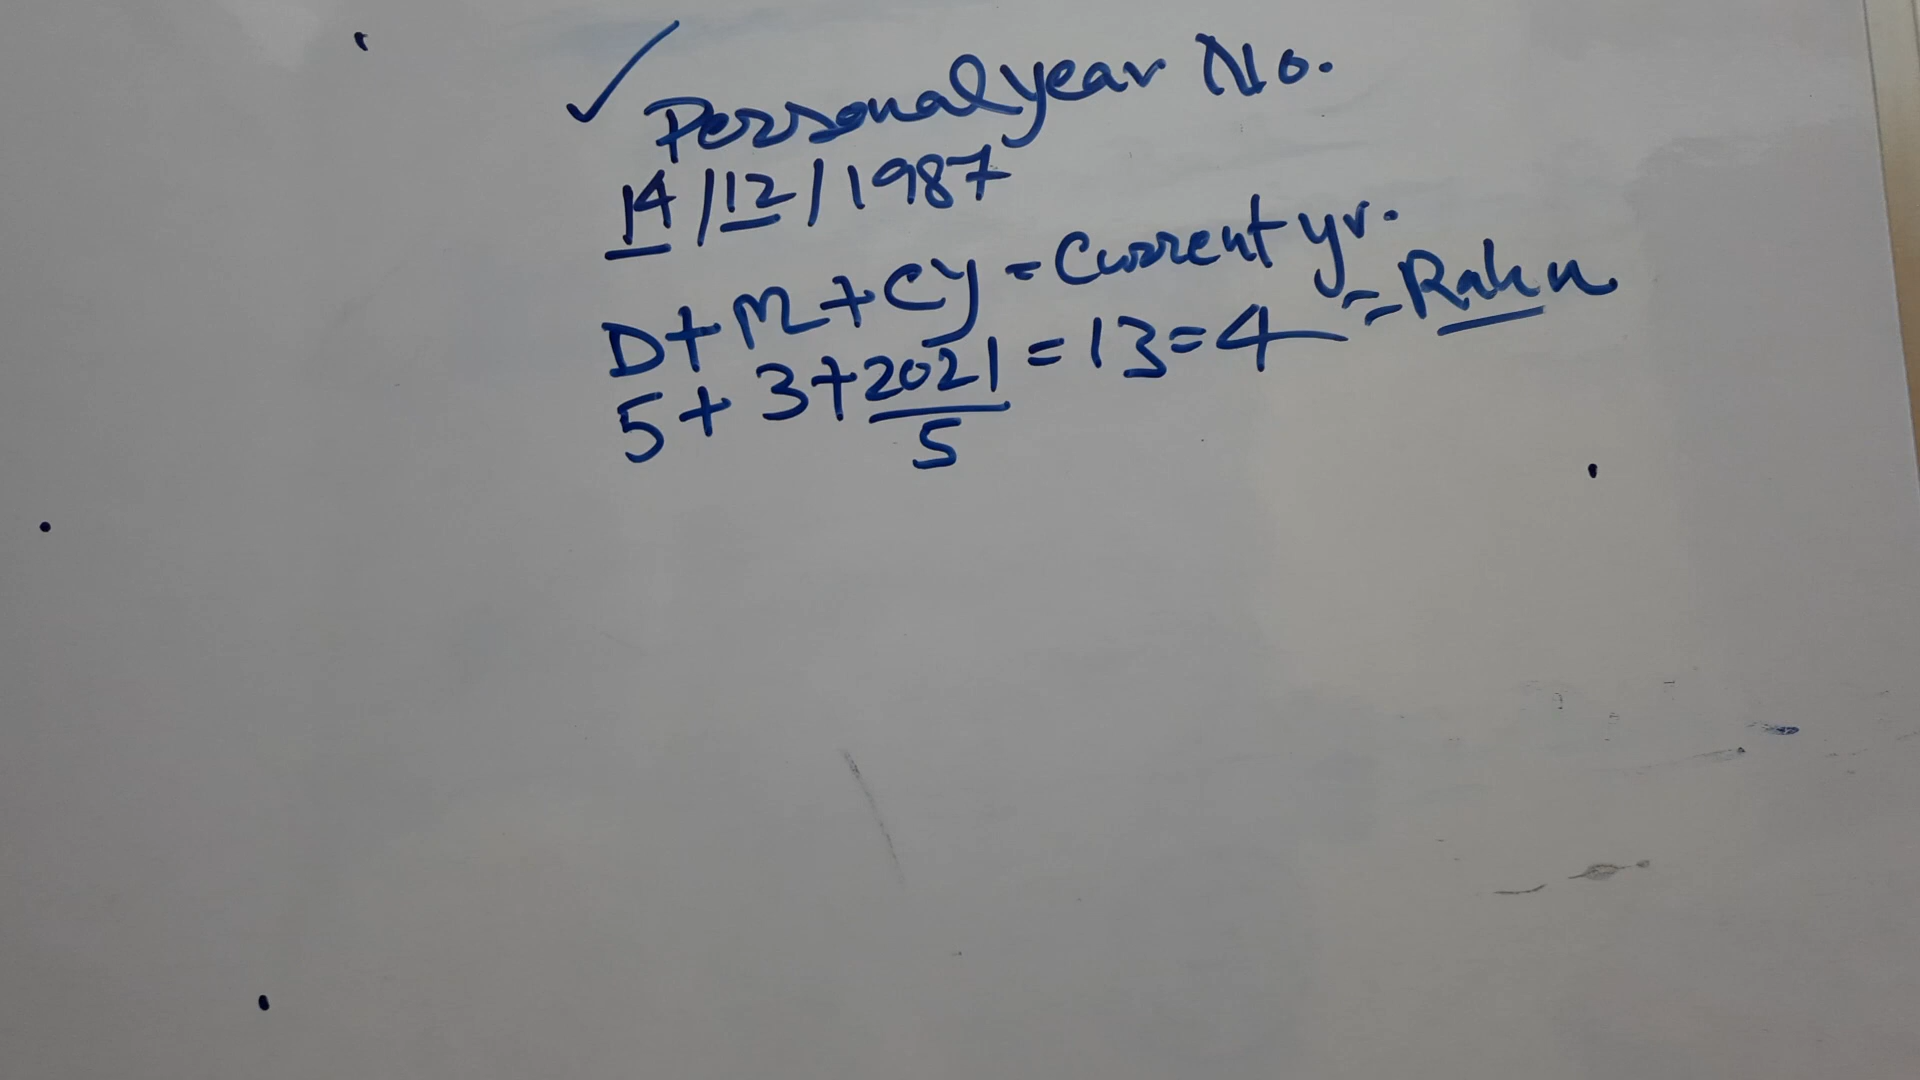 ✓ Personal year No.
14/12/1987
D+M+CY = Current yr.
5+3+2021 = 13 = 4 = Rahu
5